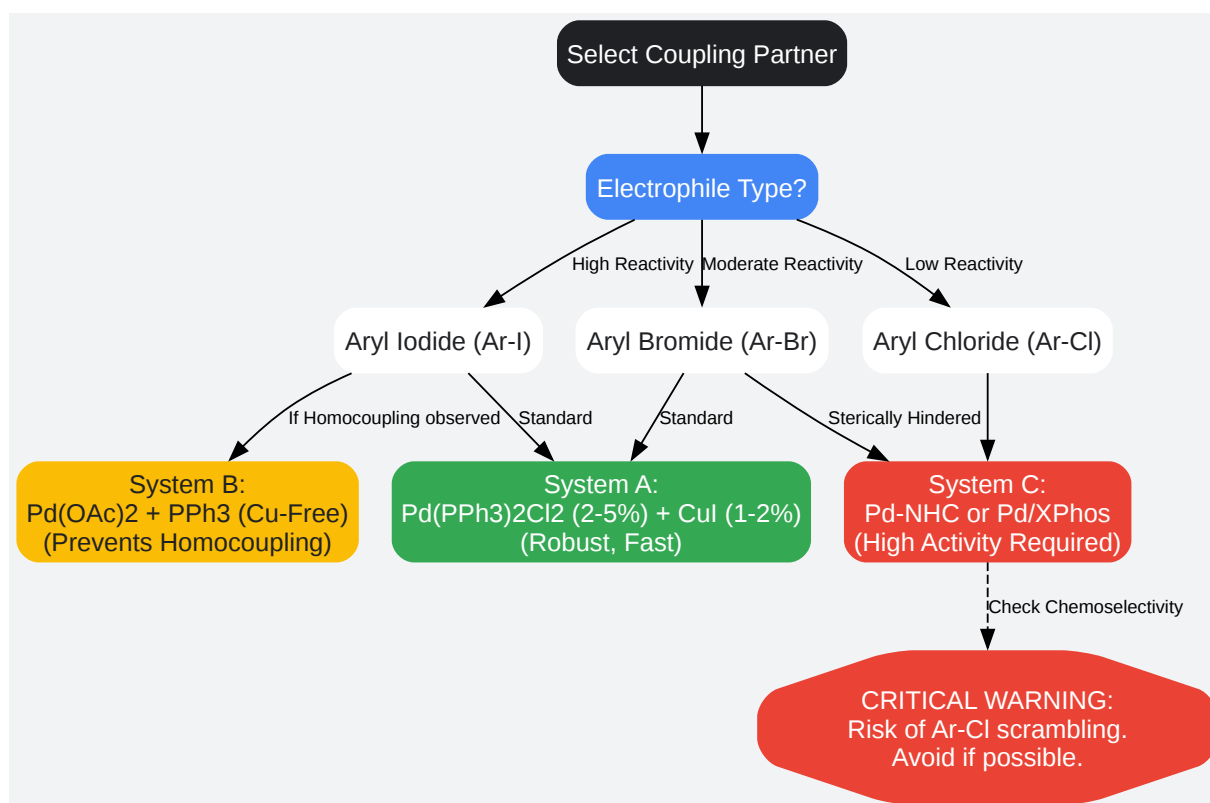 Select Coupling Partner
Electrophile Type?
High Reactivity
Moderate Reactivity
Low Reactivity
Aryl Iodide (Ar-I)
Aryl Bromide (Ar-Br)
Aryl Chloride (Ar-Cl)
If Homocoupling observed
Standard
Standard
Sterically Hindered
System B:
Pd(OAc)2 + PPh3 (Cu-Free)
(Prevents Homocoupling)
System A:
Pd(PPh3)2Cl2 (2-5%) + CuI (1-2%)
(Robust, Fast)
System C:
Pd-NHC or Pd/XPhos
(High Activity Required)
Check Chemoselectivity
CRITICAL WARNING:
Risk of Ar-Cl scrambling.
Avoid if possible.